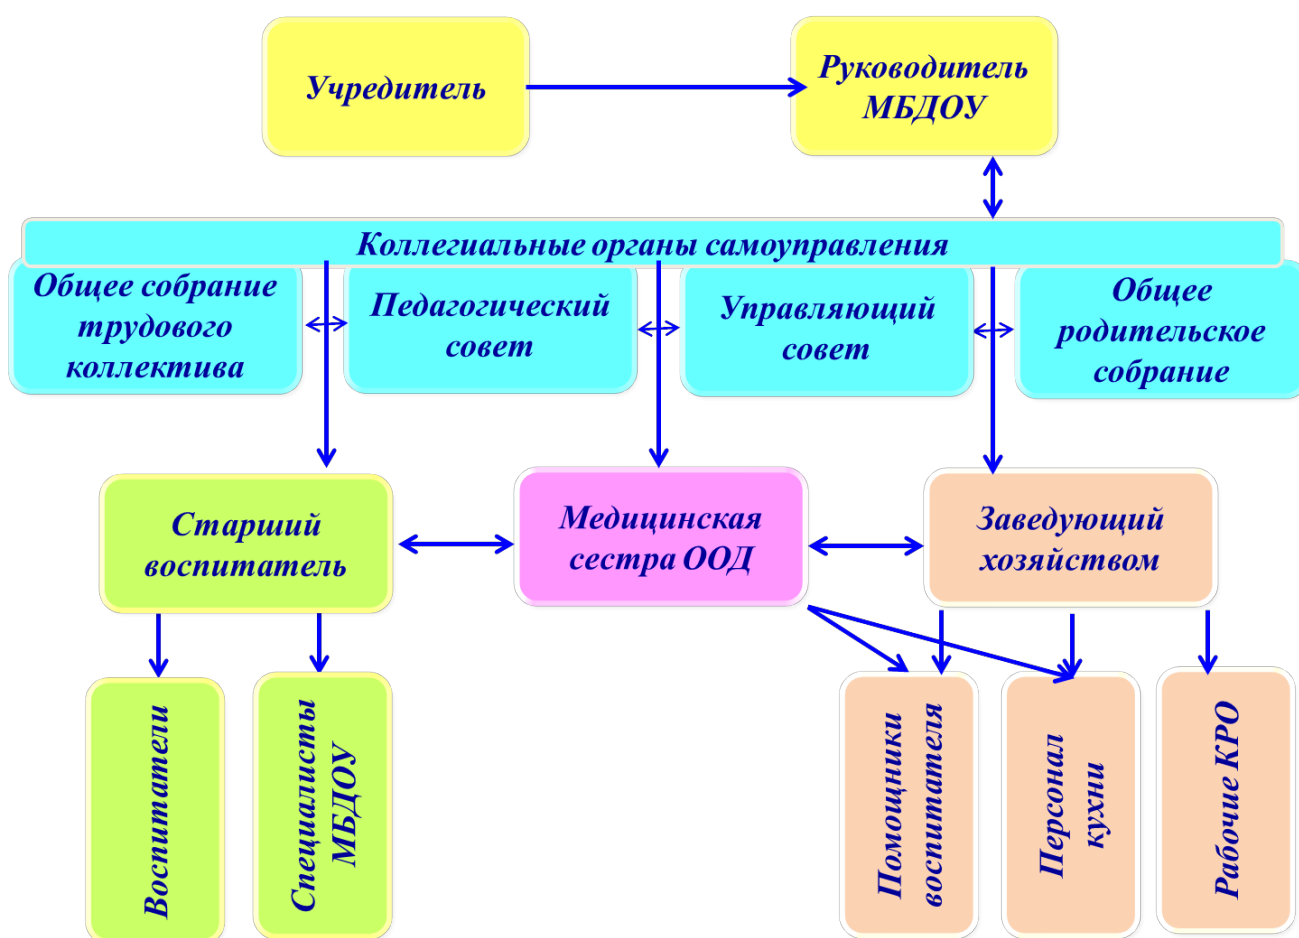 Учредитель
Руководитель
МБДОУ
Коллегиальные органы самоуправления
Общее собрание
трудового
коллектива
Педагогический
совет
Управляющий
совет
Общее
родительское
собрание
Старший
воспитатель
Медицинская
сестра ООД
Заведующий
хозяйством
Воспитатели
Специалисты
МБДОУ
Помощники
воспитателя
Персонал
кухни
Рабочие КРО